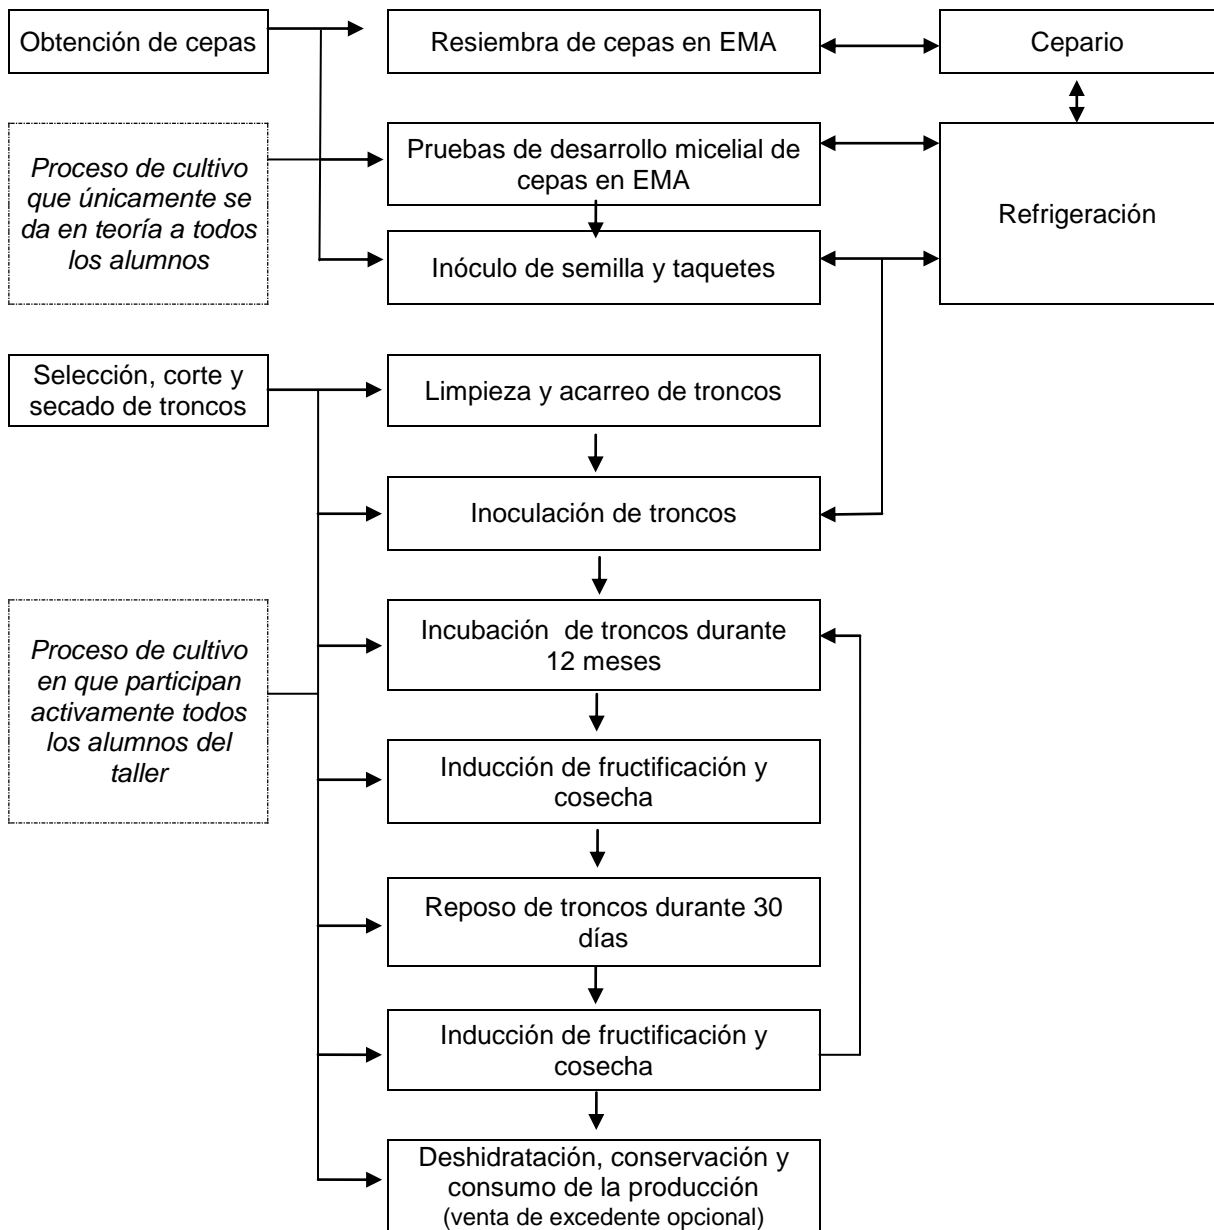 Obtención de cepas
Resiembra de cepas en EMA
Cepario
Proceso de cultivo
que únicamente se
da en teoría a todos
los alumnos
Pruebas de desarrollo micelial de
cepas en EMA
Refrigeración
Inóculo de semilla y taquetes
Selección, corte y
secado de troncos
Limpieza y acarreo de troncos
Inoculación de troncos
Proceso de cultivo
en que participan
activamente todos
los alumnos del
taller
Incubación de troncos durante
12 meses
Inducción de fructificación y
cosecha
Reposo de troncos durante 30
días
Inducción de fructificación y
cosecha
Deshidratación, conservación y
consumo de la producción
(venta de excedente opcional)